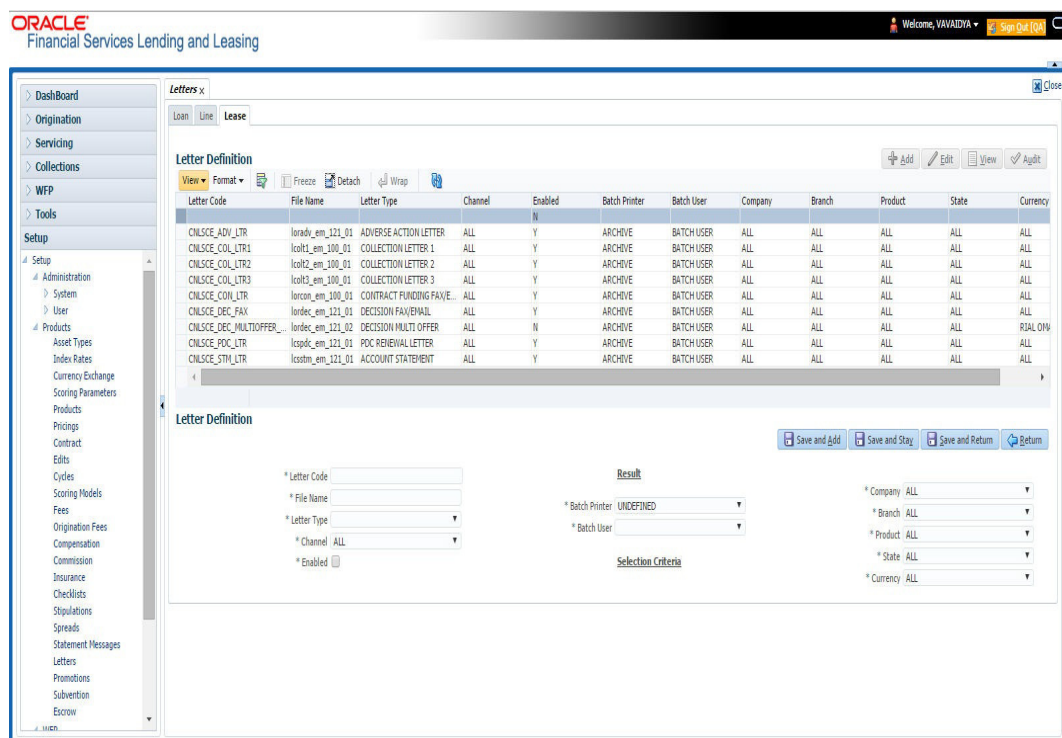 ORACLE
Financial Services Lending and Leasing
Welcome, VAVAIDYA
Sign Out [QA]
DashBoard
Origination
Servicing
Collections
WFP
Tools
Setup
Setup
Administration
System
User
Products
Asset Types
Index Rates
Currency Exchange
Scoring Parameters
Products
Pricings
Contract
Edits
Cycles
Scoring Models
Fees
Origination Fees
Compensation
Commission
Insurance
Checklists
Stipulations
Spreads
Statement Messages
Letters
Promotions
Subvention
Escrow
WFP
Letters x
Close
Loan Line Lease
Letter Definition
Add Edit View Audit
View Format Freeze Detach Wrap
Letter Code File Name Letter Type Channel Enabled Batch Printer Batch User Company Branch Product State Currency
N
CNLSCE_ADV_LTR loradv_em_121_01 ADVERSE ACTION LETTER ALL Y ARCHIVE BATCH USER ALL ALL ALL ALL ALL
CNLSCE_COL_LTR1 lcolt1_em_100_01 COLLECTION LETTER 1 ALL Y ARCHIVE BATCH USER ALL ALL ALL ALL ALL
CNLSCE_COL_LTR2 lcolt2_em_100_01 COLLECTION LETTER 2 ALL Y ARCHIVE BATCH USER ALL ALL ALL ALL ALL
CNLSCE_COL_LTR3 lcolt3_em_100_01 COLLECTION LETTER 3 ALL Y ARCHIVE BATCH USER ALL ALL ALL ALL ALL
CNLSCE_CON_LTR lorcon_em_100_01 CONTRACT FUNDING FAX/E... ALL Y ARCHIVE BATCH USER ALL ALL ALL ALL ALL
CNLSCE_DEC_FAX lordec_em_121_01 DECISION FAX/EMAIL ALL Y ARCHIVE BATCH USER ALL ALL ALL ALL ALL
CNLSCE_DEC_MULTIOFFER_... lordec_em_121_02 DECISION MULTI OFFER ALL N ARCHIVE BATCH USER ALL ALL ALL ALL RIAL OM
CNLSCE_PDC_LTR lcspdc_em_121_01 PDC RENEWAL LETTER ALL Y ARCHIVE BATCH USER ALL ALL ALL ALL ALL
CNLSCE_STM_LTR lcsstm_em_121_01 ACCOUNT STATEMENT ALL Y ARCHIVE BATCH USER ALL ALL ALL ALL ALL
Letter Definition
Save and Add Save and Stay Save and Return Return
* Letter Code
* File Name
* Letter Type
* Channel ALL
* Enabled
Result
* Batch Printer UNDEFINED
* Batch User
Selection Criteria
* Company ALL
* Branch ALL
* Product ALL
* State ALL
* Currency ALL